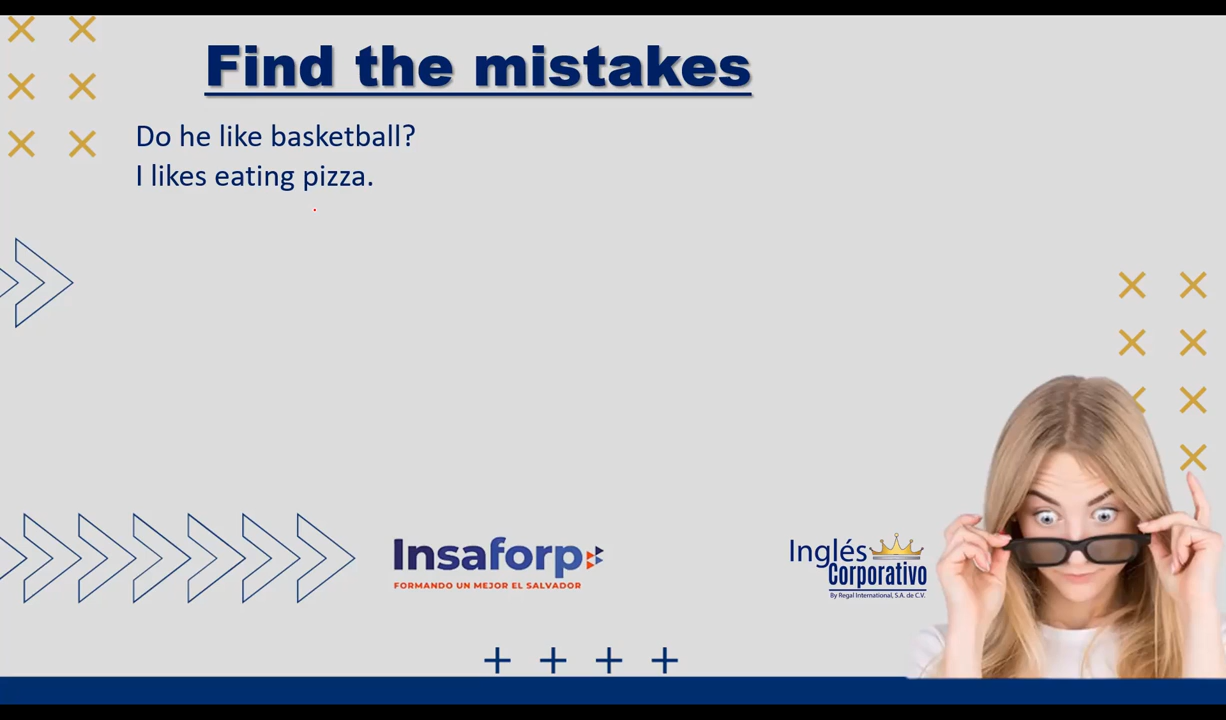 Find the mistakes
Do he like basketball?
I likes eating pizza.
Insaforp
FORMANDO UN MEJOR EL SALVADOR
Inglés
Corporativo
By Regal International, S.A. de C.V.